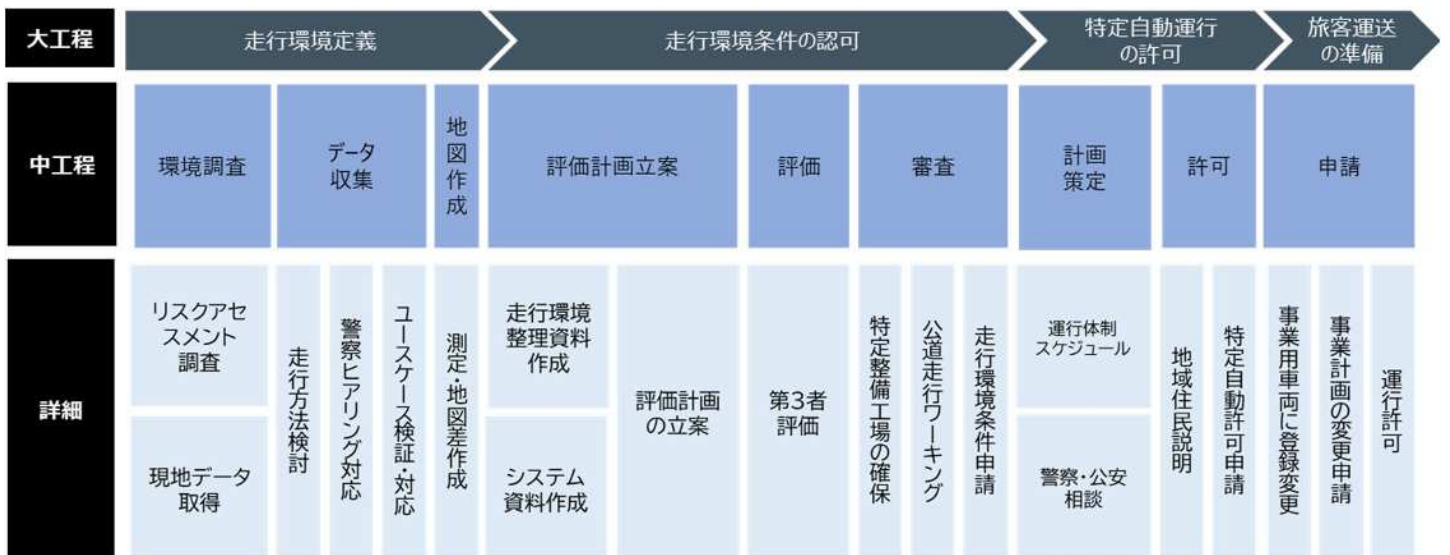 大工程
走行環境定義
走行環境条件の認可
特定自動運行
の許可
旅客運送
の準備
中工程
環境調査
データ
収集
地図作成
評価計画立案
評価
審査
計画
策定
許可
申請
詳細
リスクアセ
スメント
調査
現地データ
取得
走行方法検討
警察ヒアリング対応
ユースケース検証・対応
測定・地図差作成
走行環境
整理資料
作成
システム
資料作成
評価計画
の立案
第3者
評価
特定整備工場の確保
公道走行ワーキング
走行環境条件申請
運行体制
スケジュール
警察・公安
相談
地域住民説明
特定自動許可申請
事業用車両に登録変更
事業計画の変更申請
運行許可